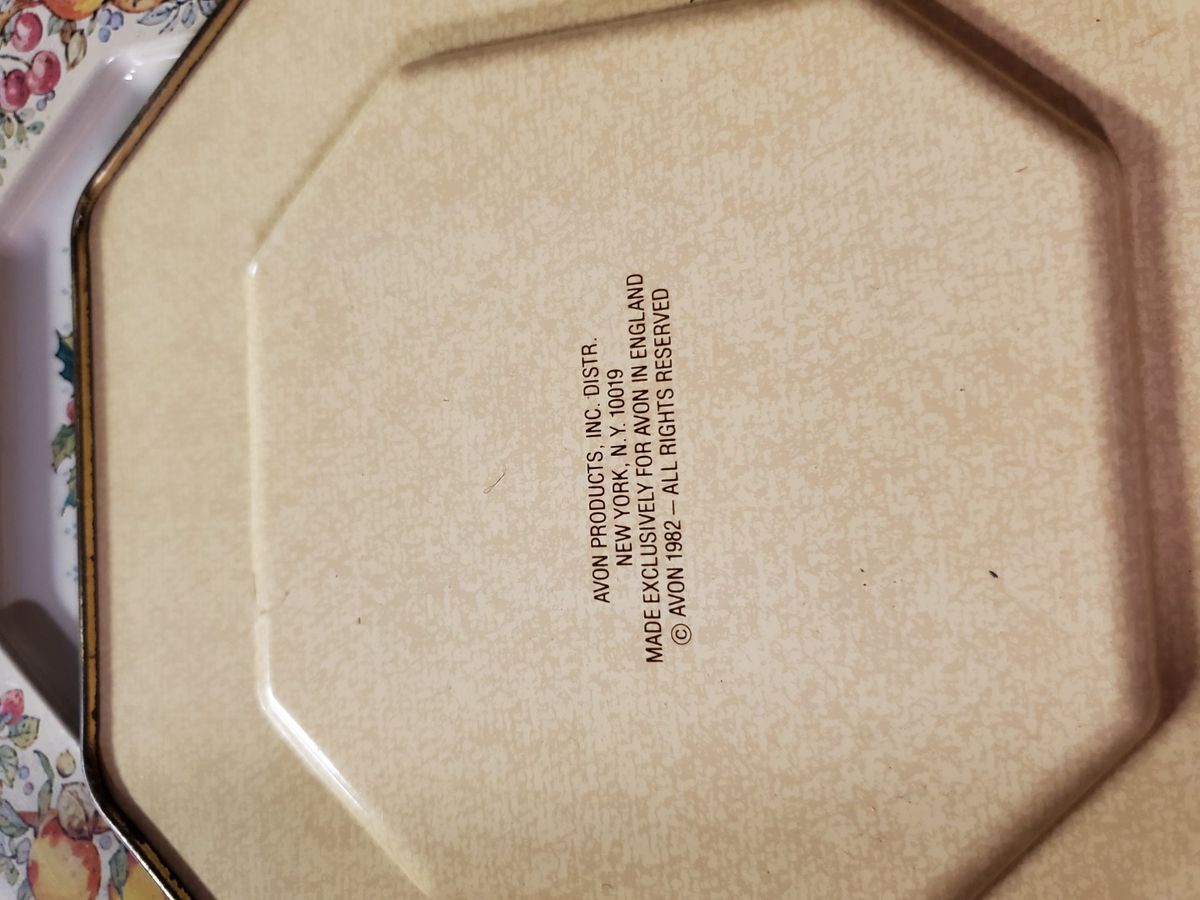 AVON PRODUCTS, INC. DISTR.
NEW YORK, N.Y. 10019
MADE EXCLUSIVELY FOR AVON IN ENGLAND
© AVON 1982 – ALL RIGHTS RESERVED